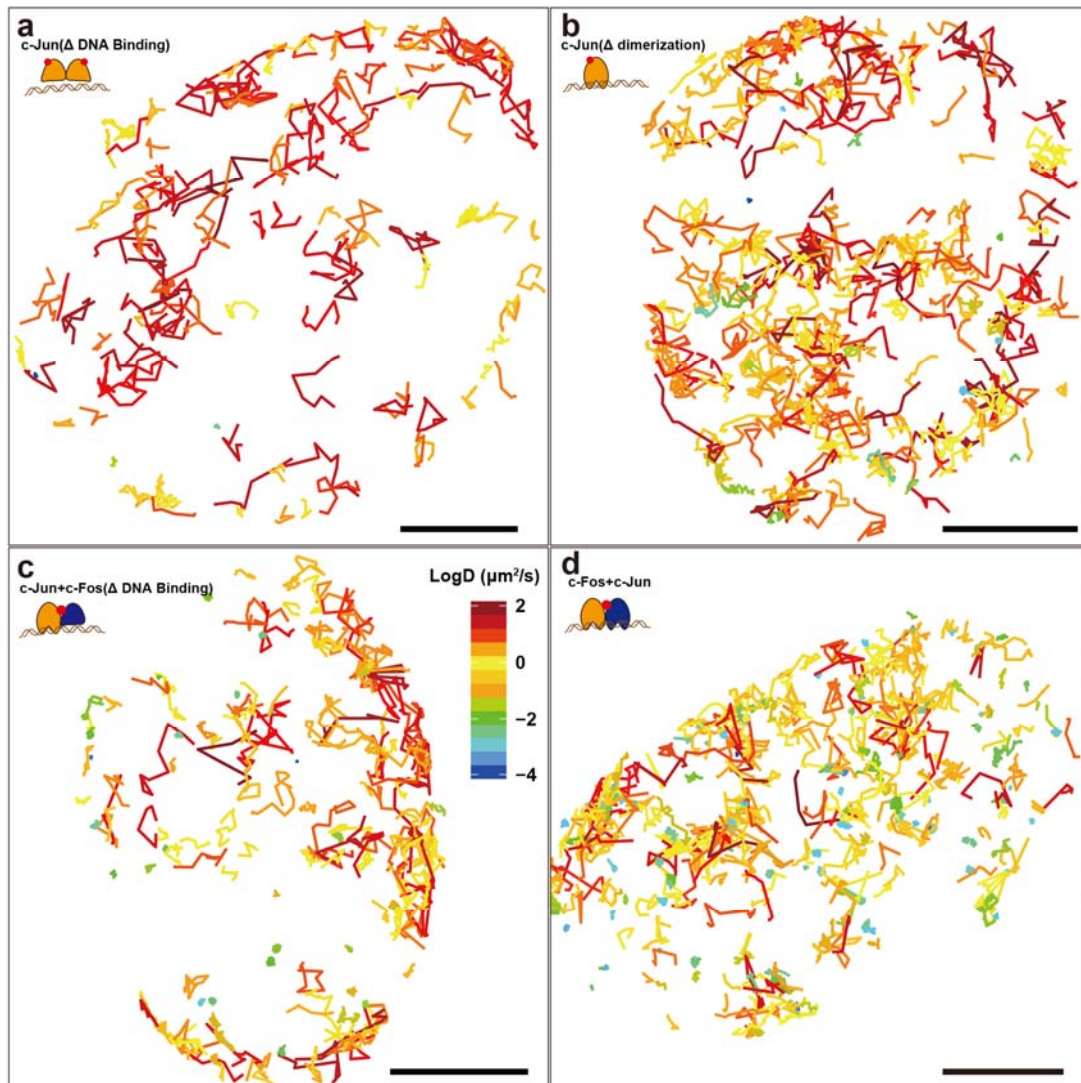 a
c-Jun(Δ DNA Binding)
b
c-Jun(Δ dimerization)
c
c-Jun+c-Fos(Δ DNA Binding)
LogD (μm²/s)
2
0
−2
−4
d
c-Fos+c-Jun